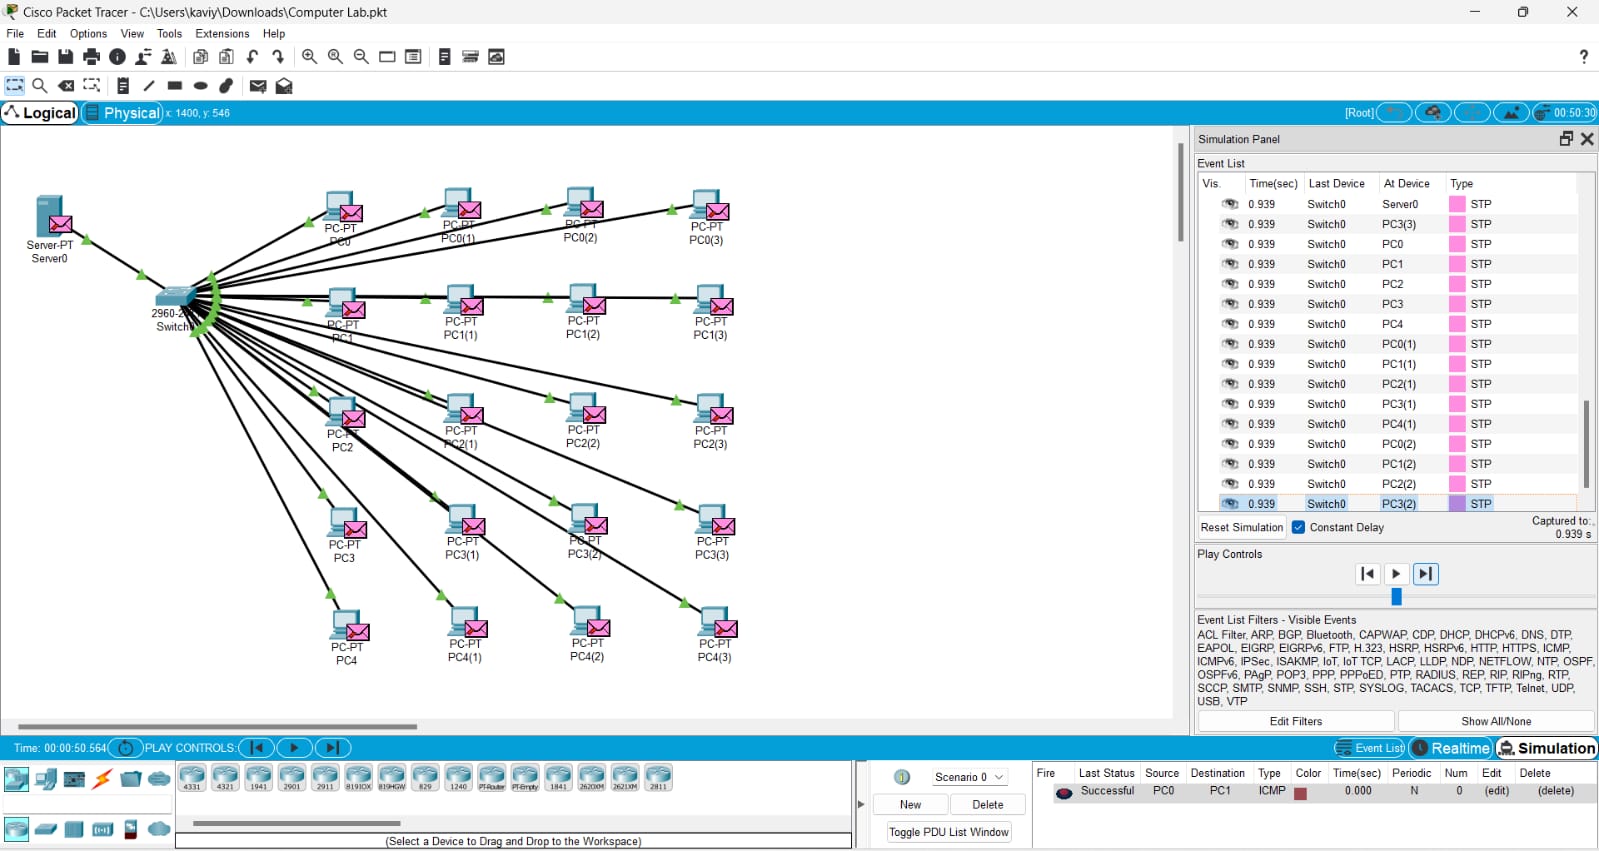 Cisco Packet Tracer - C:\Users\kaviy\Downloads\Computer Lab.pkt
File Edit Options View Tools Extensions Help
?
Logical Physical x: 1400, y: 546 [Root] 00:50:30
Simulation Panel
Event List
Vis. Time(sec) Last Device At Device Type
0.939 Switch0 Server0 STP
0.939 Switch0 PC3(3) STP
0.939 Switch0 PC0 STP
0.939 Switch0 PC1 STP
0.939 Switch0 PC2 STP
0.939 Switch0 PC3 STP
0.939 Switch0 PC4 STP
0.939 Switch0 PC0(1) STP
0.939 Switch0 PC1(1) STP
0.939 Switch0 PC2(1) STP
0.939 Switch0 PC3(1) STP
0.939 Switch0 PC4(1) STP
0.939 Switch0 PC0(2) STP
0.939 Switch0 PC1(2) STP
0.939 Switch0 PC2(2) STP
0.939 Switch0 PC3(2) STP
Reset Simulation Constant Delay Captured to:
0.939 s
Play Controls
Event List Filters - Visible Events
ACL Filter, ARP, BGP, Bluetooth, CAPWAP, CDP, DHCP, DHCPv6, DNS, DTP,
EAPOL, EIGRP, EIGRPv6, FTP, H.323, HSRP, HSRPv6, HTTP, HTTPS, ICMP,
ICMPv6, IPSec, ISAKMP, IoT, IoT TCP, LACP, LLDP, NDP, NETFLOW, NTP, OSPF,
OSPFv6, PAgP, POP3, PPP, PPPoED, PTP, RADIUS, REP, RIP, RIPng, RTP,
SCCP, SMTP, SNMP, SSH, STP, SYSLOG, TACACS, TCP, TFTP, Telnet, UDP,
USB, VTP
Edit Filters Show All/None
Server-PT
Server0
Switch0
PC-PT PC-PT PC-PT PC-PT
PC0 PC0(1) PC0(2) PC0(3)
PC-PT PC-PT PC-PT PC-PT
PC1 PC1(1) PC1(2) PC1(3)
PC-PT PC-PT PC-PT PC-PT
PC2 PC2(1) PC2(2) PC2(3)
PC-PT PC-PT PC-PT PC-PT
PC3 PC3(1) PC3(2) PC3(3)
PC-PT PC-PT PC-PT PC-PT
PC4 PC4(1) PC4(2) PC4(3)
Time: 00:00:50.564 PLAY CONTROLS: Event List Realtime Simulation
4331 4321 1941 2901 2911 819IOX 819HGW 829 1240 PT-Router PT-Empty 1841 2620XM 2621XM 2811
(Select a Device to Drag and Drop to the Workspace)
Scenario 0
New Delete
Toggle PDU List Window
Fire Last Status Source Destination Type Color Time(sec) Periodic Num Edit Delete
Successful PC0 PC1 ICMP 0.000 N 0 (edit) (delete)